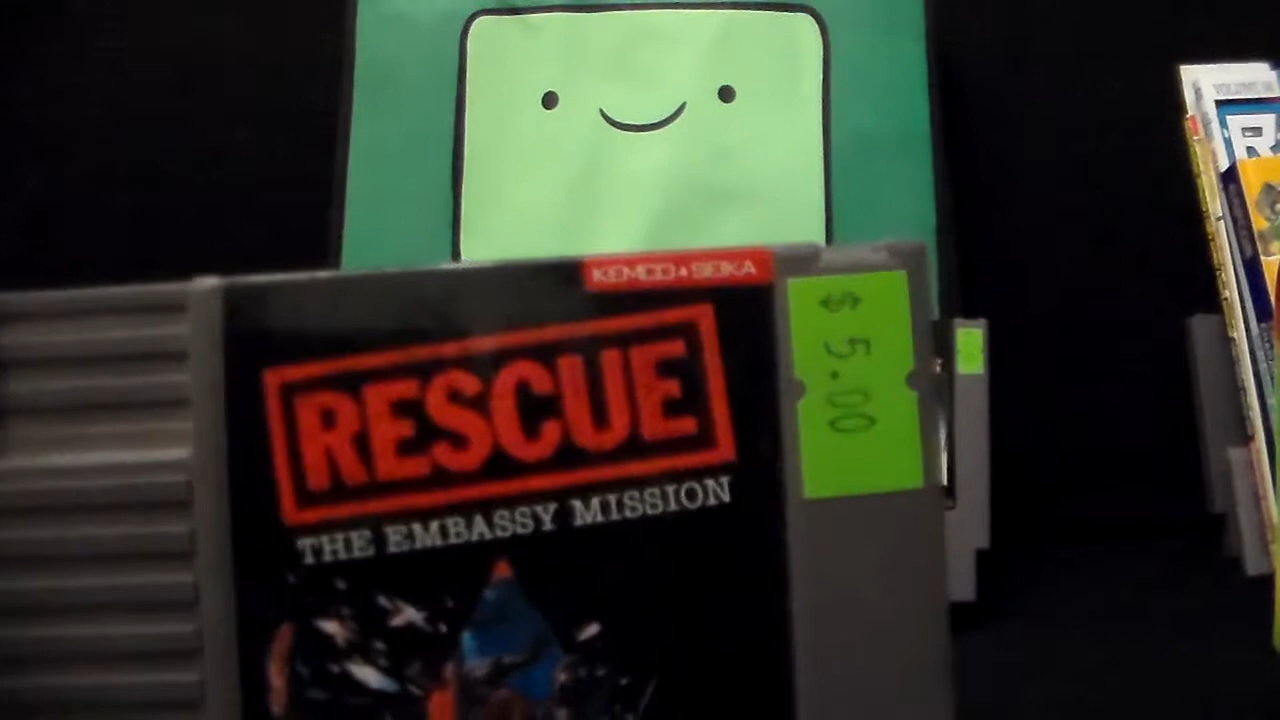 KEMCO SEIKA
$ 5.00
RESCUE
THE EMBASSY MISSION
R